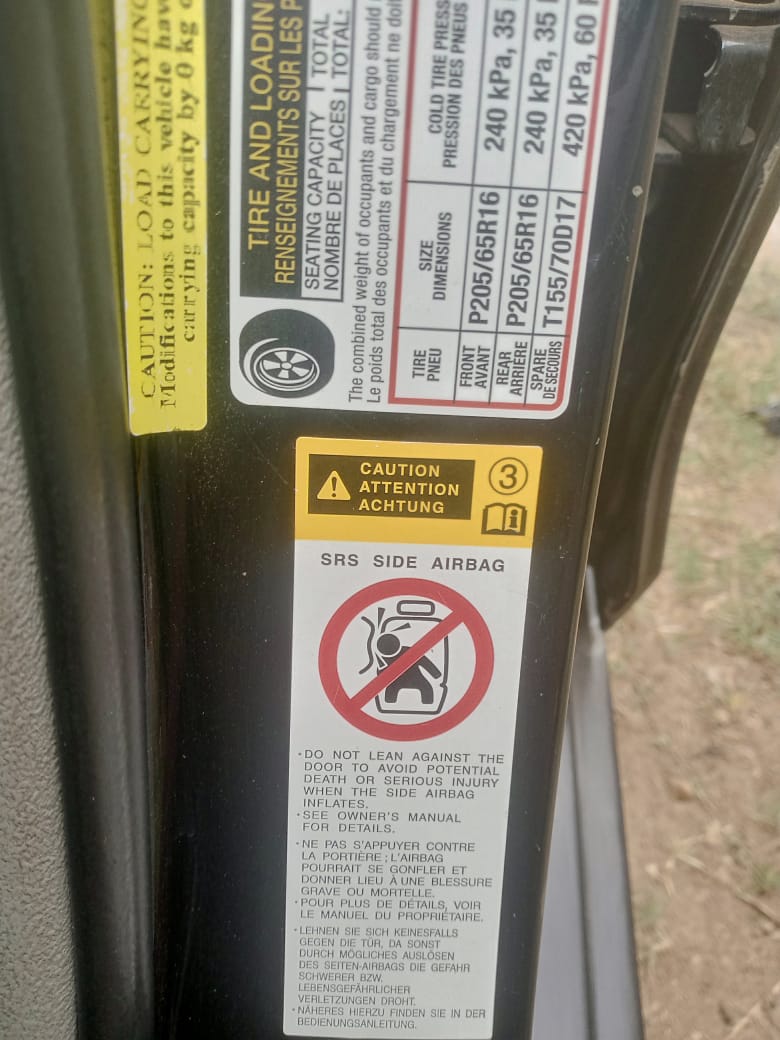 CAUTION: LOAD CARRYING
Modifications to this vehicle have
carrying capacity by 0 kg
TIRE AND LOADIN
RENSEIGNEMENTS SUR LES P
SEATING CAPACITY | TOTAL
NOMBRE DE PLACES | TOTAL:
The combined weight of occupants and cargo should
Le poids total des occupants et du chargement ne doit
TIRE
PNEU
SIZE
DIMENSIONS
COLD TIRE PRESS
PRESSION DES PNEUS
FRONT
AVANT
P205/65R16
240 kPa, 35
REAR
ARRIERE
P205/65R16
240 kPa, 35
SPARE
DE SECOURS
T155/70D17
420 kPa, 60
CAUTION
ATTENTION
ACHTUNG
3
SRS SIDE AIRBAG
·DO NOT LEAN AGAINST THE
DOOR TO AVOID POTENTIAL
DEATH OR SERIOUS INJURY
WHEN THE SIDE AIRBAG
INFLATES.
·SEE OWNER'S MANUAL
FOR DETAILS.
·NE PAS S'APPUYER CONTRE
LA PORTIÈRE ; L'AIRBAG
POURRAIT SE GONFLER ET
DONNER LIEU À UNE BLESSURE
GRAVE OU MORTELLE.
·POUR PLUS DE DÉTAILS, VOIR
LE MANUEL DU PROPRIÉTAIRE.
·LEHNEN SIE SICH KEINESFALLS
GEGEN DIE TÜR, DA SONST
DURCH MÖGLICHES AUSLÖSEN
DES SEITEN-AIRBAGS DIE GEFAHR
SCHWERER BZW.
LEBENSGEFÄHRLICHER
VERLETZUNGEN DROHT.
·NÄHERES HIERZU FINDEN SIE IN DER
BEDIENUNGSANLEITUNG.